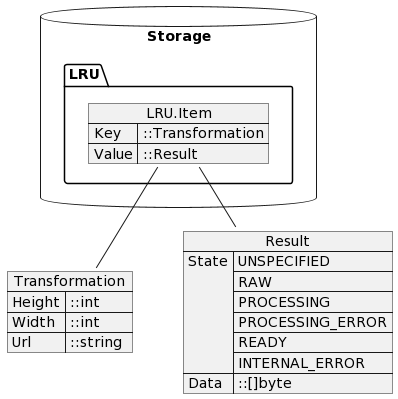 Storage
LRU
LRU.Item
Key ::Transformation
Value ::Result
Transformation
Height ::int
Width ::int
Url ::string
Result
State UNSPECIFIED
RAW
PROCESSING
PROCESSING_ERROR
READY
INTERNAL_ERROR
Data ::[]byte